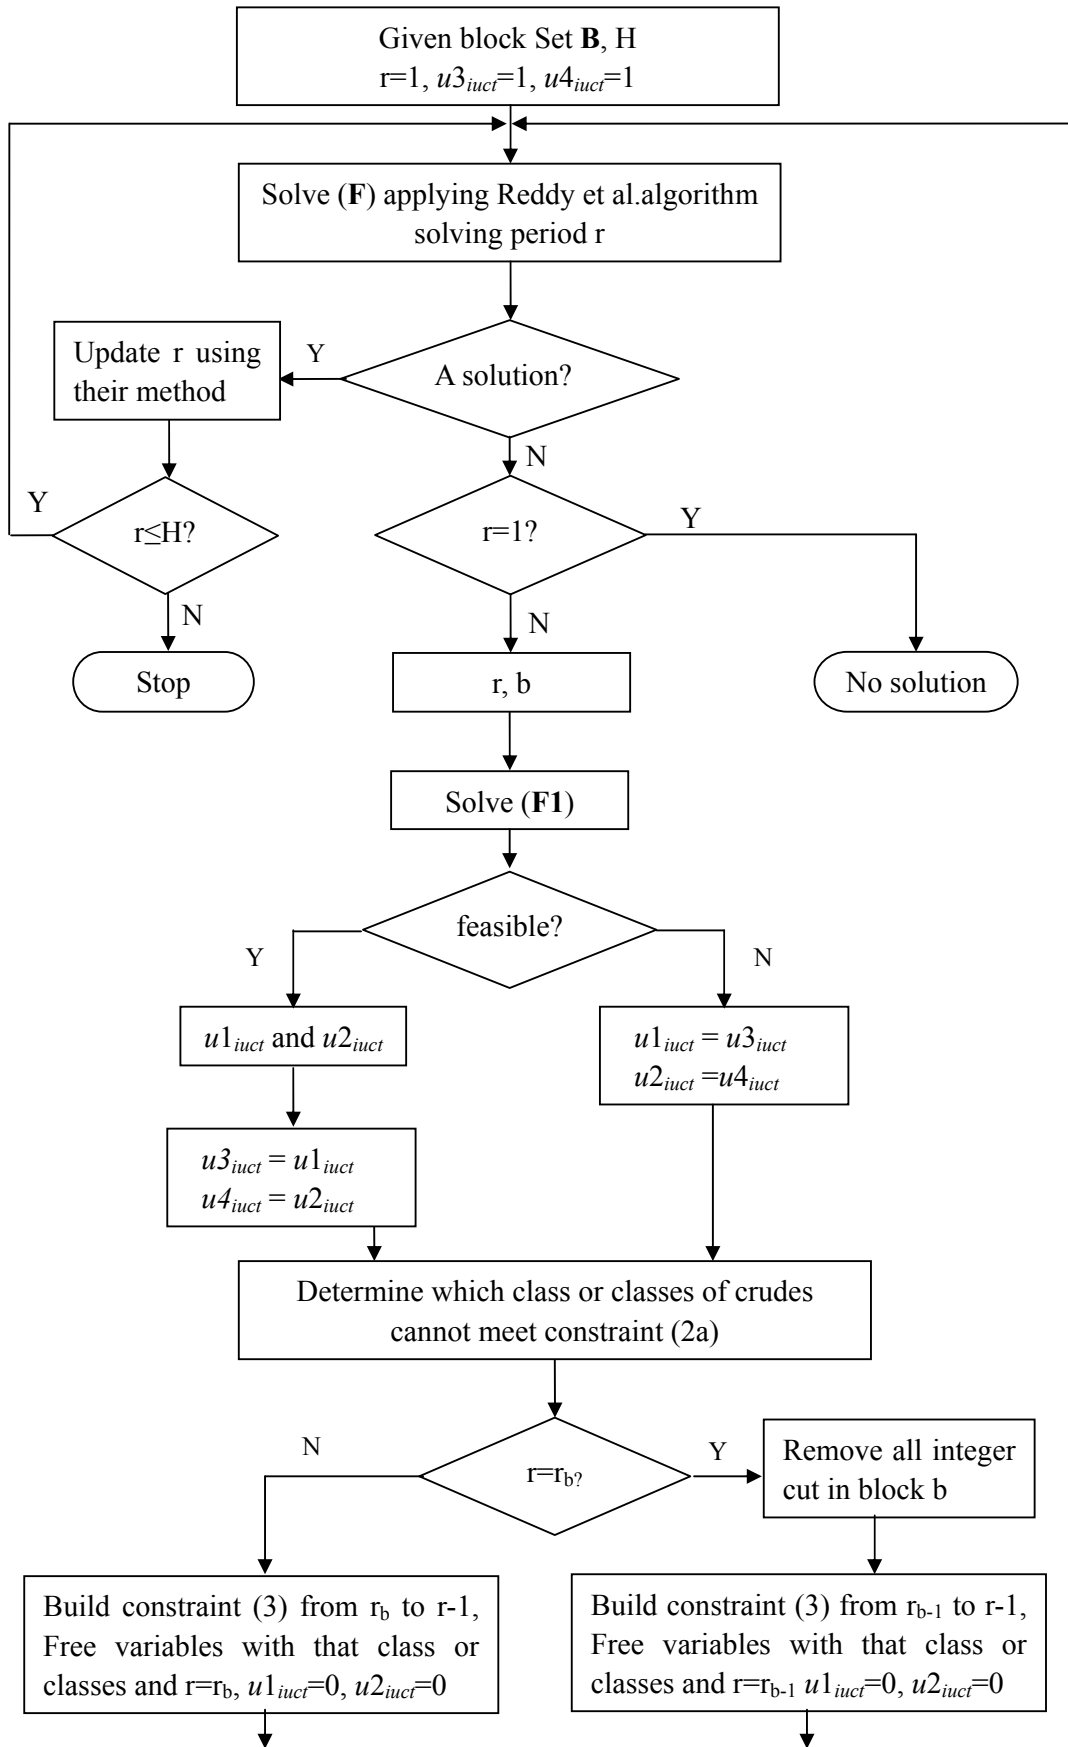 Given block Set B, H
r=1, u3iuct=1, u4iuct=1
Solve (F) applying Reddy et al.algorithm
solving period r
Update r using
their method
Y
A solution?
N
Y
r≤H?
r=1?
Y
N
N
Stop
r, b
No solution
Solve (F1)
feasible?
Y
N
u1iuct and u2iuct
u1iuct = u3iuct
u2iuct =u4iuct
u3iuct = u1iuct
u4iuct = u2iuct
Determine which class or classes of crudes
cannot meet constraint (2a)
N
r=rb?
Y
Remove all integer
cut in block b
Build constraint (3) from rb to r-1,
Free variables with that class or
classes and r=rb, u1iuct=0, u2iuct=0
Build constraint (3) from rb-1 to r-1,
Free variables with that class or
classes and r=rb-1 u1iuct=0, u2iuct=0